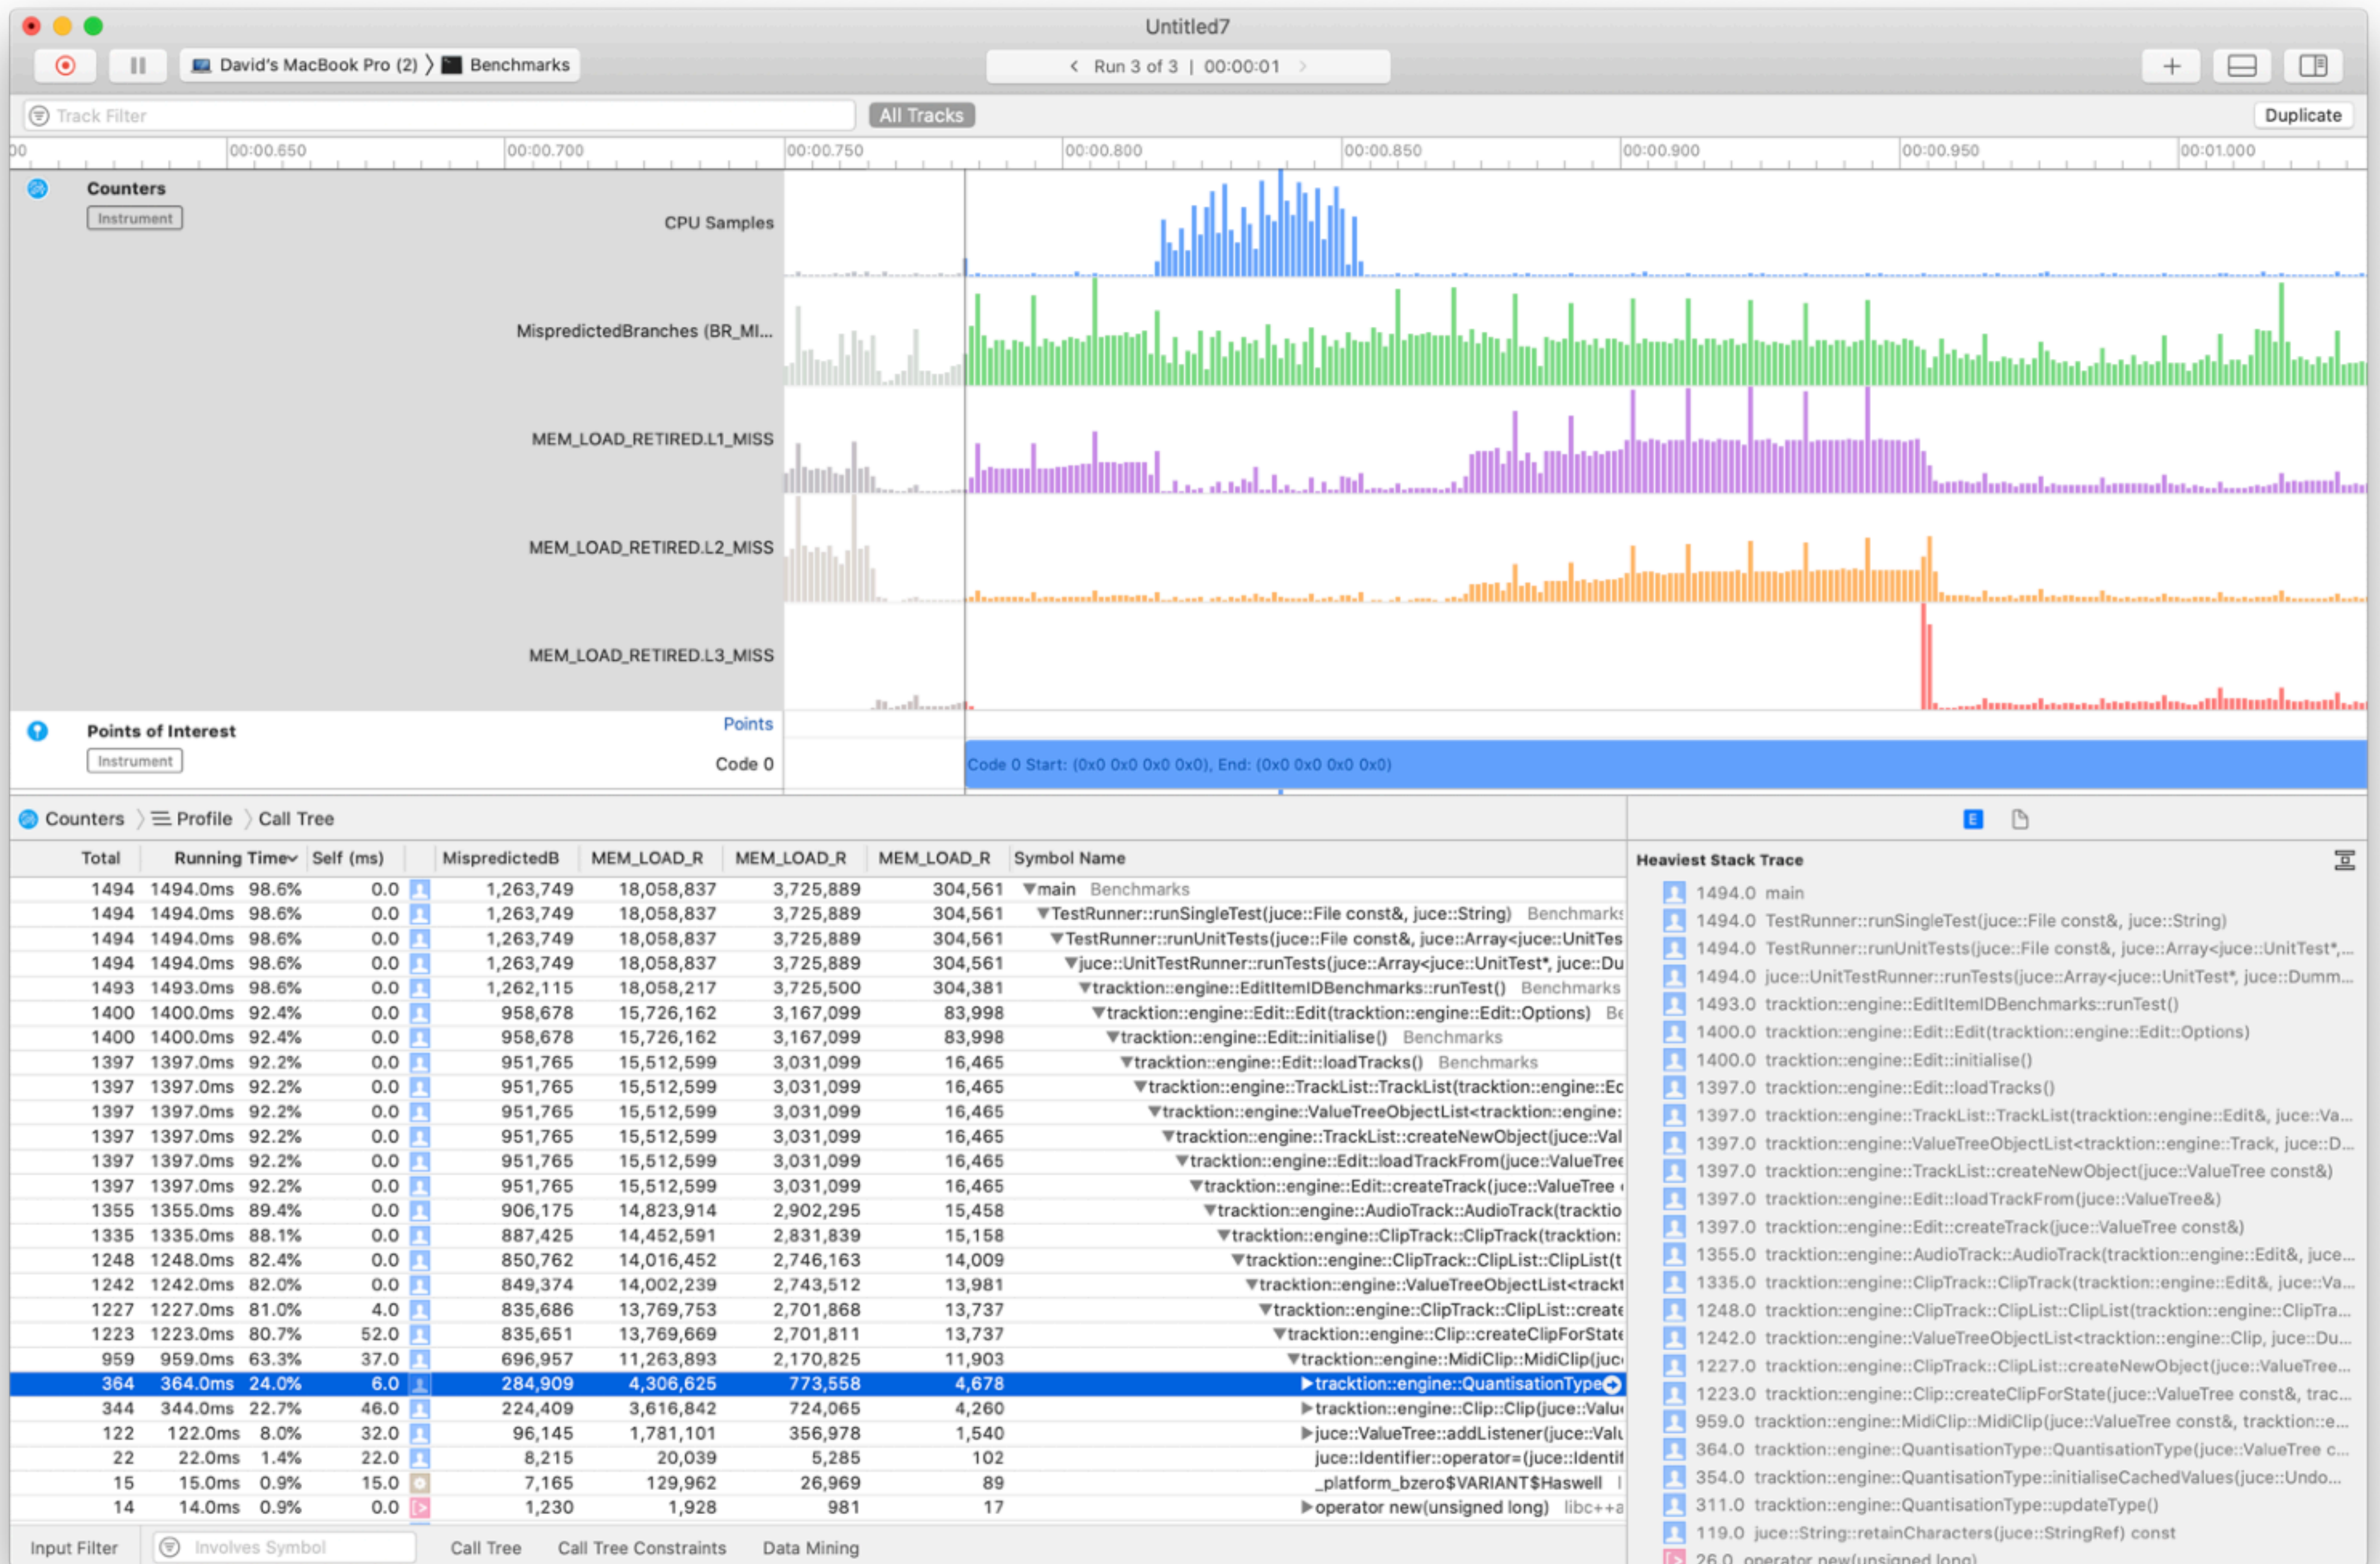 Untitled7
David's MacBook Pro (2) 〉 Benchmarks
‹ Run 3 of 3 | 00:00:01 ›
Track Filter
All Tracks
Duplicate
00 00:00.650 00:00.700 00:00.750 00:00.800 00:00.850 00:00.900 00:00.950 00:01.000
Counters
Instrument
CPU Samples
MispredictedBranches (BR_MI...
MEM_LOAD_RETIRED.L1_MISS
MEM_LOAD_RETIRED.L2_MISS
MEM_LOAD_RETIRED.L3_MISS
Points of Interest
Instrument
Points
Code 0
Code 0 Start: (0x0 0x0 0x0 0x0), End: (0x0 0x0 0x0 0x0)
Counters 〉 Profile 〉 Call Tree
Total Running Time Self (ms) MispredictedB MEM_LOAD_R MEM_LOAD_R MEM_LOAD_R Symbol Name
1494 1494.0ms 98.6% 0.0 1,263,749 18,058,837 3,725,889 304,561 main Benchmarks
1494 1494.0ms 98.6% 0.0 1,263,749 18,058,837 3,725,889 304,561 TestRunner::runSingleTest(juce::File const&, juce::String) Benchmarks
1494 1494.0ms 98.6% 0.0 1,263,749 18,058,837 3,725,889 304,561 TestRunner::runUnitTests(juce::File const&, juce::Array<juce::UnitTes
1494 1494.0ms 98.6% 0.0 1,263,749 18,058,837 3,725,889 304,561 juce::UnitTestRunner::runTests(juce::Array<juce::UnitTest*, juce::Du
1493 1493.0ms 98.6% 0.0 1,262,115 18,058,217 3,725,500 304,381 tracktion::engine::EditItemIDBenchmarks::runTest() Benchmarks
1400 1400.0ms 92.4% 0.0 958,678 15,726,162 3,167,099 83,998 tracktion::engine::Edit::Edit(tracktion::engine::Edit::Options) Be
1400 1400.0ms 92.4% 0.0 958,678 15,726,162 3,167,099 83,998 tracktion::engine::Edit::initialise() Benchmarks
1397 1397.0ms 92.2% 0.0 951,765 15,512,599 3,031,099 16,465 tracktion::engine::Edit::loadTracks() Benchmarks
1397 1397.0ms 92.2% 0.0 951,765 15,512,599 3,031,099 16,465 tracktion::engine::TrackList::TrackList(tracktion::engine::Ec
1397 1397.0ms 92.2% 0.0 951,765 15,512,599 3,031,099 16,465 tracktion::engine::ValueTreeObjectList<tracktion::engine:
1397 1397.0ms 92.2% 0.0 951,765 15,512,599 3,031,099 16,465 tracktion::engine::TrackList::createNewObject(juce::Val
1397 1397.0ms 92.2% 0.0 951,765 15,512,599 3,031,099 16,465 tracktion::engine::Edit::loadTrackFrom(juce::ValueTree
1397 1397.0ms 92.2% 0.0 951,765 15,512,599 3,031,099 16,465 tracktion::engine::Edit::createTrack(juce::ValueTree
1355 1355.0ms 89.4% 0.0 906,175 14,823,914 2,902,295 15,458 tracktion::engine::AudioTrack::AudioTrack(tracktio
1335 1335.0ms 88.1% 0.0 887,425 14,452,591 2,831,839 15,158 tracktion::engine::ClipTrack::ClipTrack(tracktion:
1248 1248.0ms 82.4% 0.0 850,762 14,016,452 2,746,163 14,009 tracktion::engine::ClipTrack::ClipList::ClipList(t
1242 1242.0ms 82.0% 0.0 849,374 14,002,239 2,743,512 13,981 tracktion::engine::ValueTreeObjectList<trackt
1227 1227.0ms 81.0% 4.0 835,686 13,769,753 2,701,868 13,737 tracktion::engine::ClipTrack::ClipList::create
1223 1223.0ms 80.7% 52.0 835,651 13,769,669 2,701,811 13,737 tracktion::engine::Clip::createClipForState
959 959.0ms 63.3% 37.0 696,957 11,263,893 2,170,825 11,903 tracktion::engine::MidiClip::MidiClip(juc
364 364.0ms 24.0% 6.0 284,909 4,306,625 773,558 4,678 tracktion::engine::QuantisationType
344 344.0ms 22.7% 46.0 224,409 3,616,842 724,065 4,260 tracktion::engine::Clip::Clip(juce::Valu
122 122.0ms 8.0% 32.0 96,145 1,781,101 356,978 1,540 juce::ValueTree::addListener(juce::Valu
22 22.0ms 1.4% 22.0 8,215 20,039 5,285 102 juce::Identifier::operator=(juce::Identif
15 15.0ms 0.9% 15.0 7,165 129,962 26,969 89 _platform_bzero$VARIANT$Haswell
14 14.0ms 0.9% 0.0 1,230 1,928 981 17 operator new(unsigned long) libc++a
Input Filter Involves Symbol Call Tree Call Tree Constraints Data Mining
E
Heaviest Stack Trace
1494.0 main
1494.0 TestRunner::runSingleTest(juce::File const&, juce::String)
1494.0 TestRunner::runUnitTests(juce::File const&, juce::Array<juce::UnitTest*,...
1494.0 juce::UnitTestRunner::runTests(juce::Array<juce::UnitTest*, juce::Dumm...
1493.0 tracktion::engine::EditItemIDBenchmarks::runTest()
1400.0 tracktion::engine::Edit::Edit(tracktion::engine::Edit::Options)
1400.0 tracktion::engine::Edit::initialise()
1397.0 tracktion::engine::Edit::loadTracks()
1397.0 tracktion::engine::TrackList::TrackList(tracktion::engine::Edit&, juce::Va...
1397.0 tracktion::engine::ValueTreeObjectList<tracktion::engine::Track, juce::D...
1397.0 tracktion::engine::TrackList::createNewObject(juce::ValueTree const&)
1397.0 tracktion::engine::Edit::loadTrackFrom(juce::ValueTree&)
1397.0 tracktion::engine::Edit::createTrack(juce::ValueTree const&)
1355.0 tracktion::engine::AudioTrack::AudioTrack(tracktion::engine::Edit&, juce...
1335.0 tracktion::engine::ClipTrack::ClipTrack(tracktion::engine::Edit&, juce::Va...
1248.0 tracktion::engine::ClipTrack::ClipList::ClipList(tracktion::engine::ClipTra...
1242.0 tracktion::engine::ValueTreeObjectList<tracktion::engine::Clip, juce::Du...
1227.0 tracktion::engine::ClipTrack::ClipList::createNewObject(juce::ValueTree...
1223.0 tracktion::engine::Clip::createClipForState(juce::ValueTree const&, trac...
959.0 tracktion::engine::MidiClip::MidiClip(juce::ValueTree const&, tracktion::e...
364.0 tracktion::engine::QuantisationType::QuantisationType(juce::ValueTree c...
354.0 tracktion::engine::QuantisationType::initialiseCachedValues(juce::Undo...
311.0 tracktion::engine::QuantisationType::updateType()
119.0 juce::String::retainCharacters(juce::StringRef) const
26.0 operator new(unsigned long)